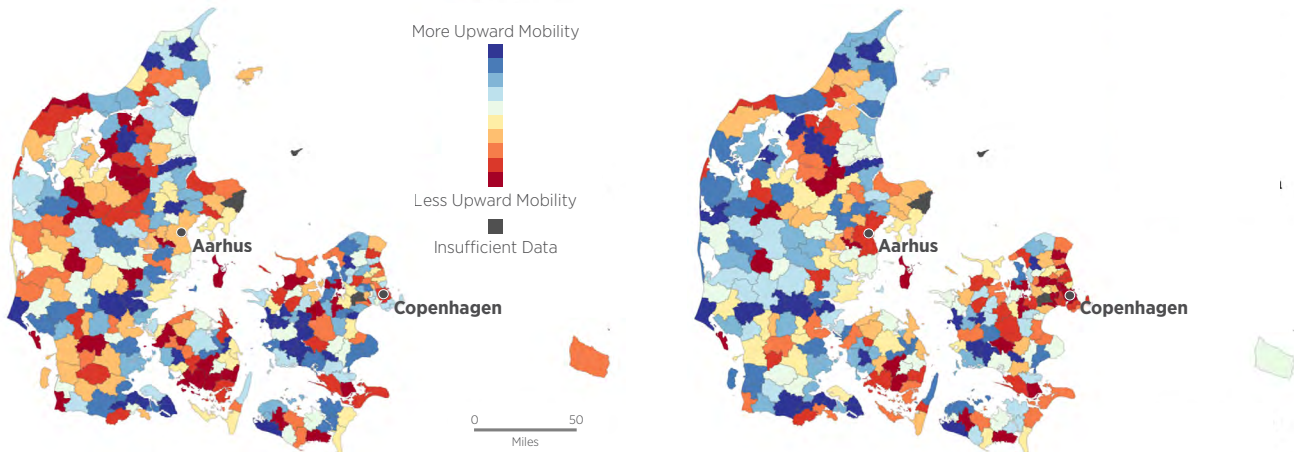 More Upward Mobility
Less Upward Mobility
Insufficient Data
Aarhus
Copenhagen
0 50
Miles
Aarhus
Copenhagen